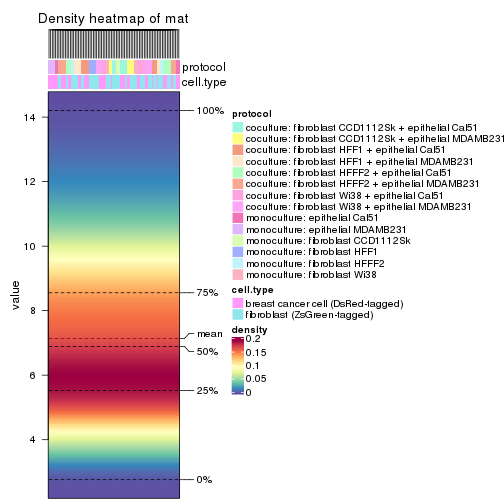 Density heatmap of mat
protocol
cell.type
value
14
12
10
8
6
4
100%
75%
mean
50%
25%
0%
protocol
coculture: fibroblast CCD1112Sk + epithelial Cal51
coculture: fibroblast CCD1112Sk + epithelial MDAMB231
coculture: fibroblast HFF1 + epithelial Cal51
coculture: fibroblast HFF1 + epithelial MDAMB231
coculture: fibroblast HFFF2 + epithelial Cal51
coculture: fibroblast HFFF2 + epithelial MDAMB231
coculture: fibroblast Wi38 + epithelial Cal51
coculture: fibroblast Wi38 + epithelial MDAMB231
monoculture: epithelial Cal51
monoculture: epithelial MDAMB231
monoculture: fibroblast CCD1112Sk
monoculture: fibroblast HFF1
monoculture: fibroblast HFFF2
monoculture: fibroblast Wi38
cell.type
breast cancer cell (DsRed-tagged)
fibroblast (ZsGreen-tagged)
density
0.2
0.15
0.1
0.05
0